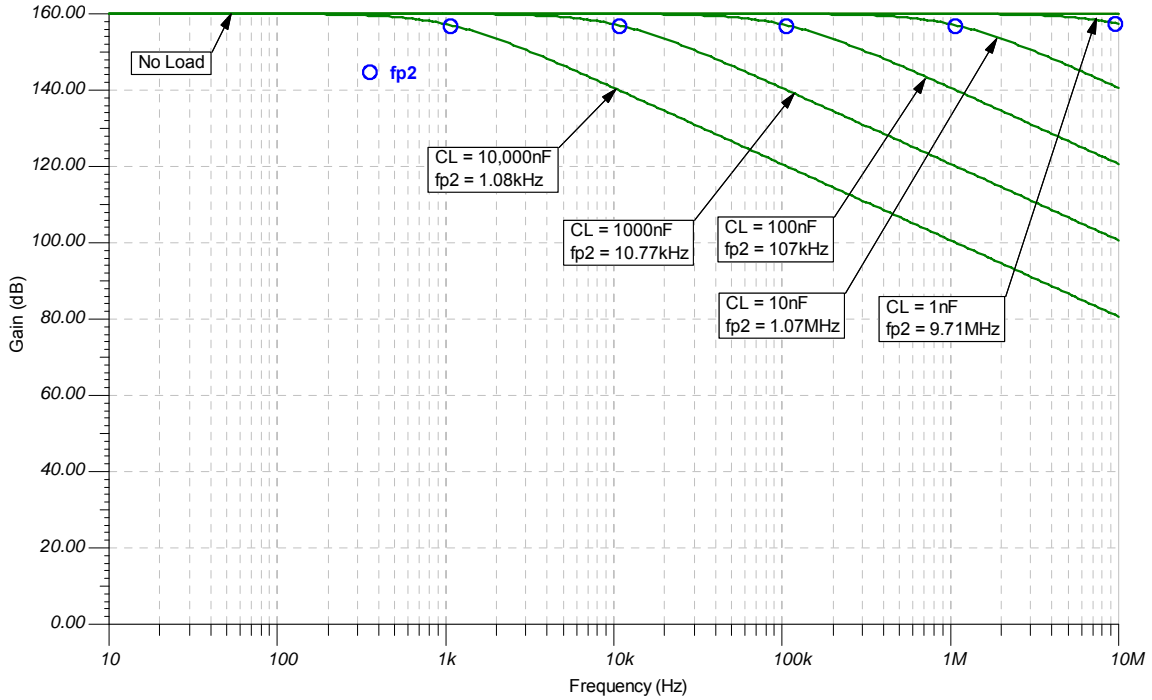 160.00
140.00
120.00
100.00
80.00
60.00
40.00
20.00
0.00
Gain (dB)
No Load
fp2
CL = 10,000nF
fp2 = 1.08kHz
CL = 1000nF
fp2 = 10.77kHz
CL = 100nF
fp2 = 107kHz
CL = 10nF
fp2 = 1.07MHz
CL = 1nF
fp2 = 9.71MHz
10 100 1k 10k 100k 1M 10M
Frequency (Hz)